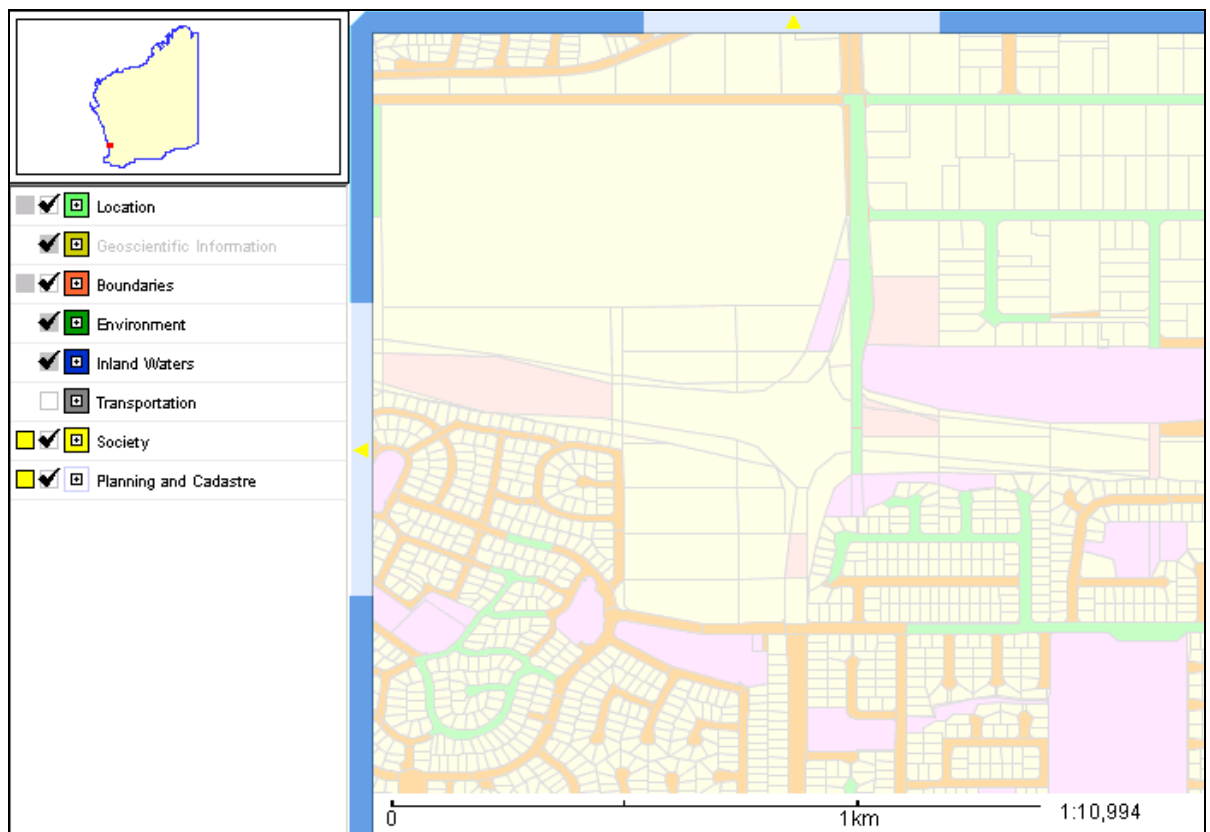 Location
Geoscientific Information
Boundaries
Environment
Inland Waters
Transportation
Society
Planning and Cadastre
0 1km 1:10,994